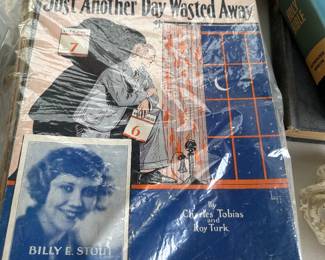 Just Another Day Wasted Away
7
6
By
Charles Tobias
and
Roy Turk
BILLY E. STOUT